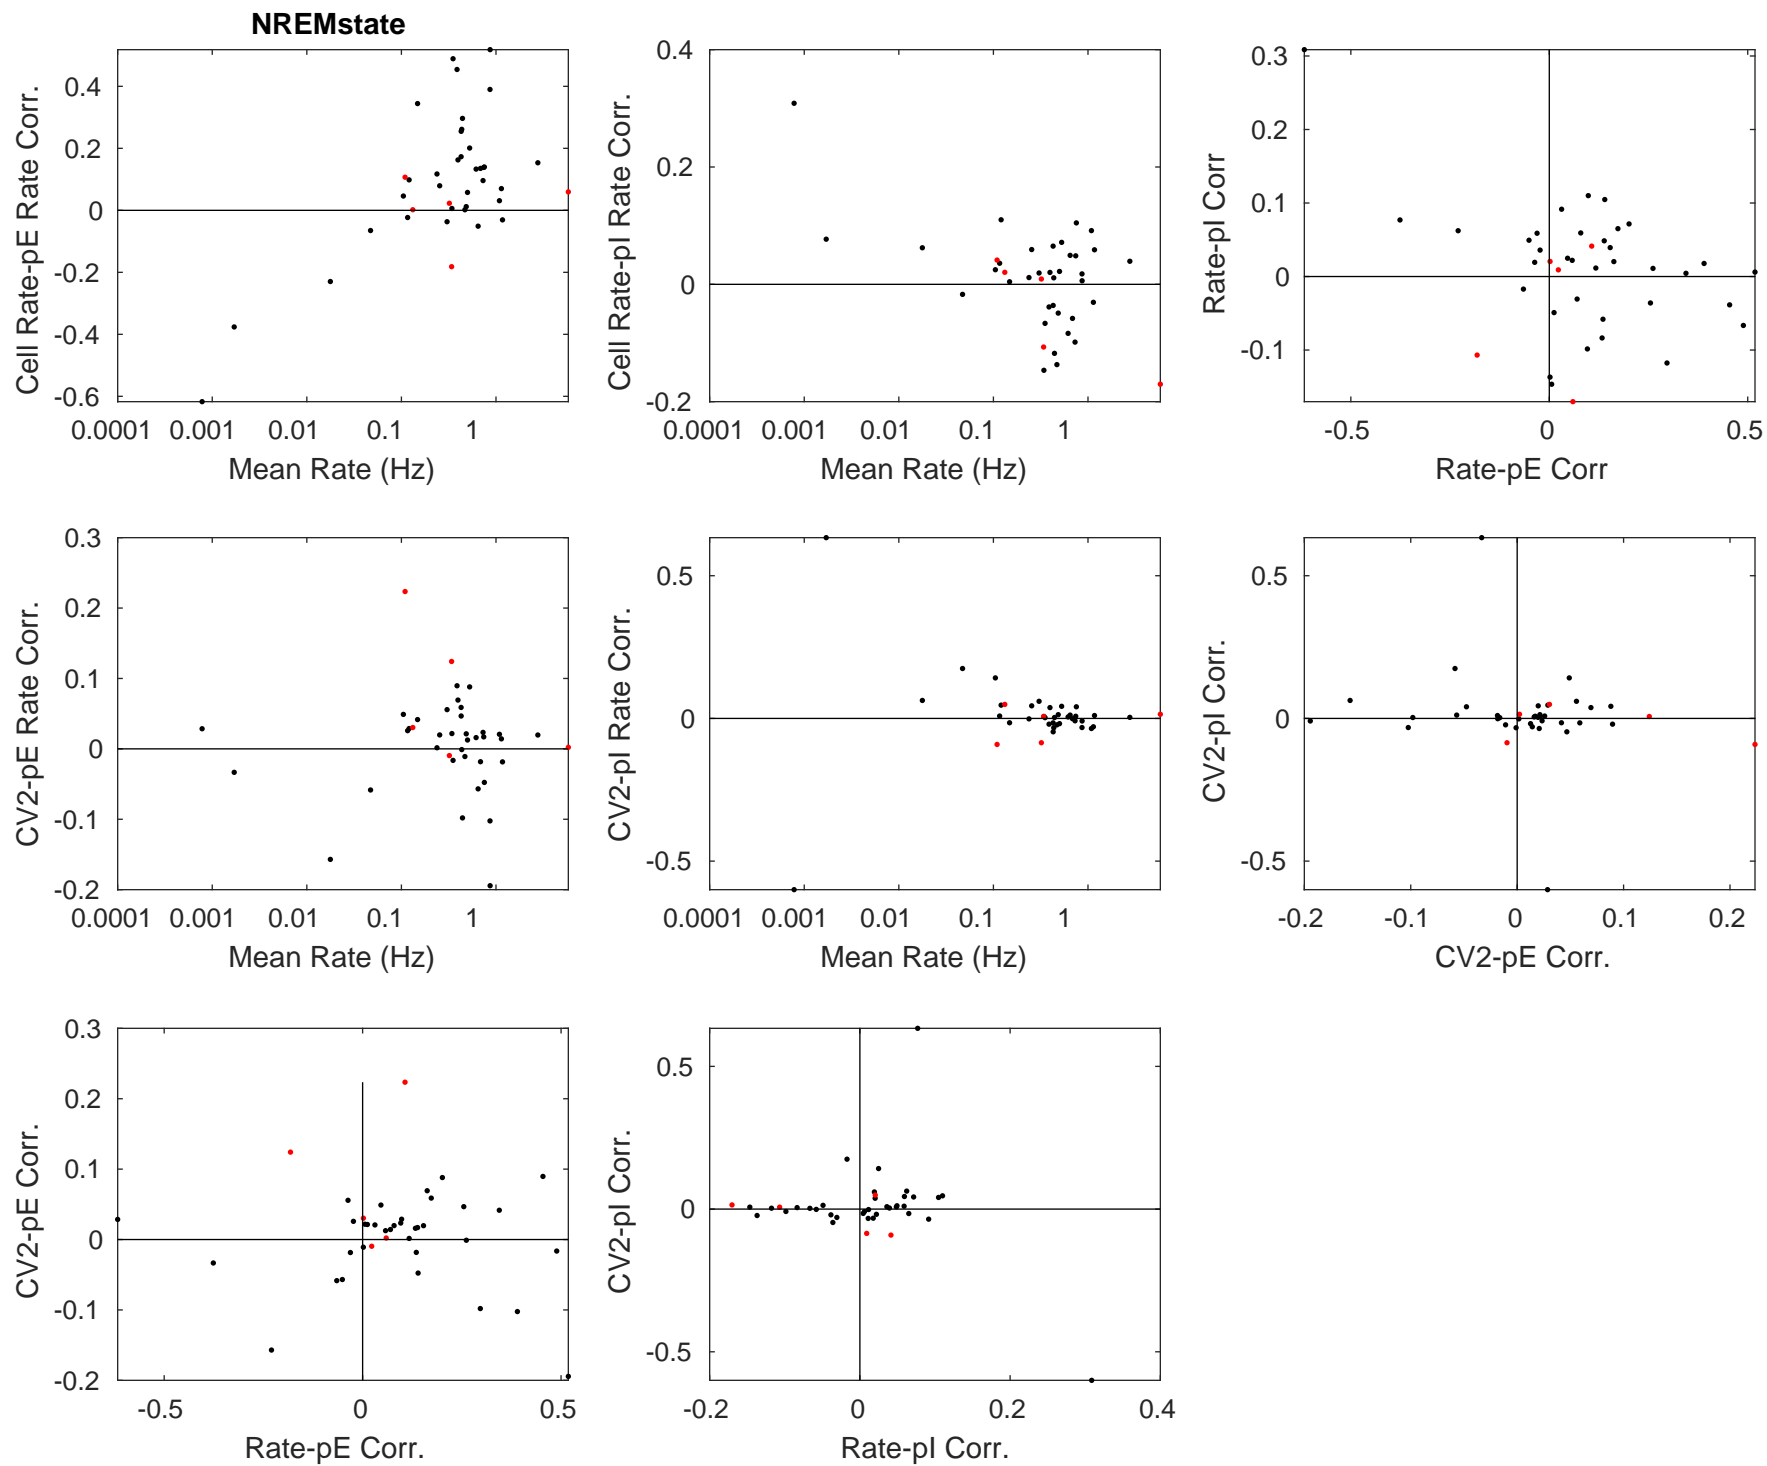 NREMstate
Cell Rate-pE Rate Corr.
0.4
0.2
0
-0.2
-0.4
-0.6
0.0001 0.001 0.01 0.1 1
Mean Rate (Hz)
Cell Rate-pI Rate Corr.
0.4
0.2
0
-0.2
0.0001 0.001 0.01 0.1 1
Mean Rate (Hz)
Rate-pI Corr
0.3
0.2
0.1
0
-0.1
-0.5 0 0.5
Rate-pE Corr
CV2-pE Rate Corr.
0.3
0.2
0.1
0
-0.1
-0.2
0.0001 0.001 0.01 0.1 1
Mean Rate (Hz)
CV2-pI Rate Corr.
0.5
0
-0.5
0.0001 0.001 0.01 0.1 1
Mean Rate (Hz)
CV2-pI Corr.
0.5
0
-0.5
-0.2 -0.1 0 0.1 0.2
CV2-pE Corr.
CV2-pE Corr.
0.3
0.2
0.1
0
-0.1
-0.2
-0.5 0 0.5
Rate-pE Corr.
CV2-pI Corr.
0.5
0
-0.5
-0.2 0 0.2 0.4
Rate-pI Corr.